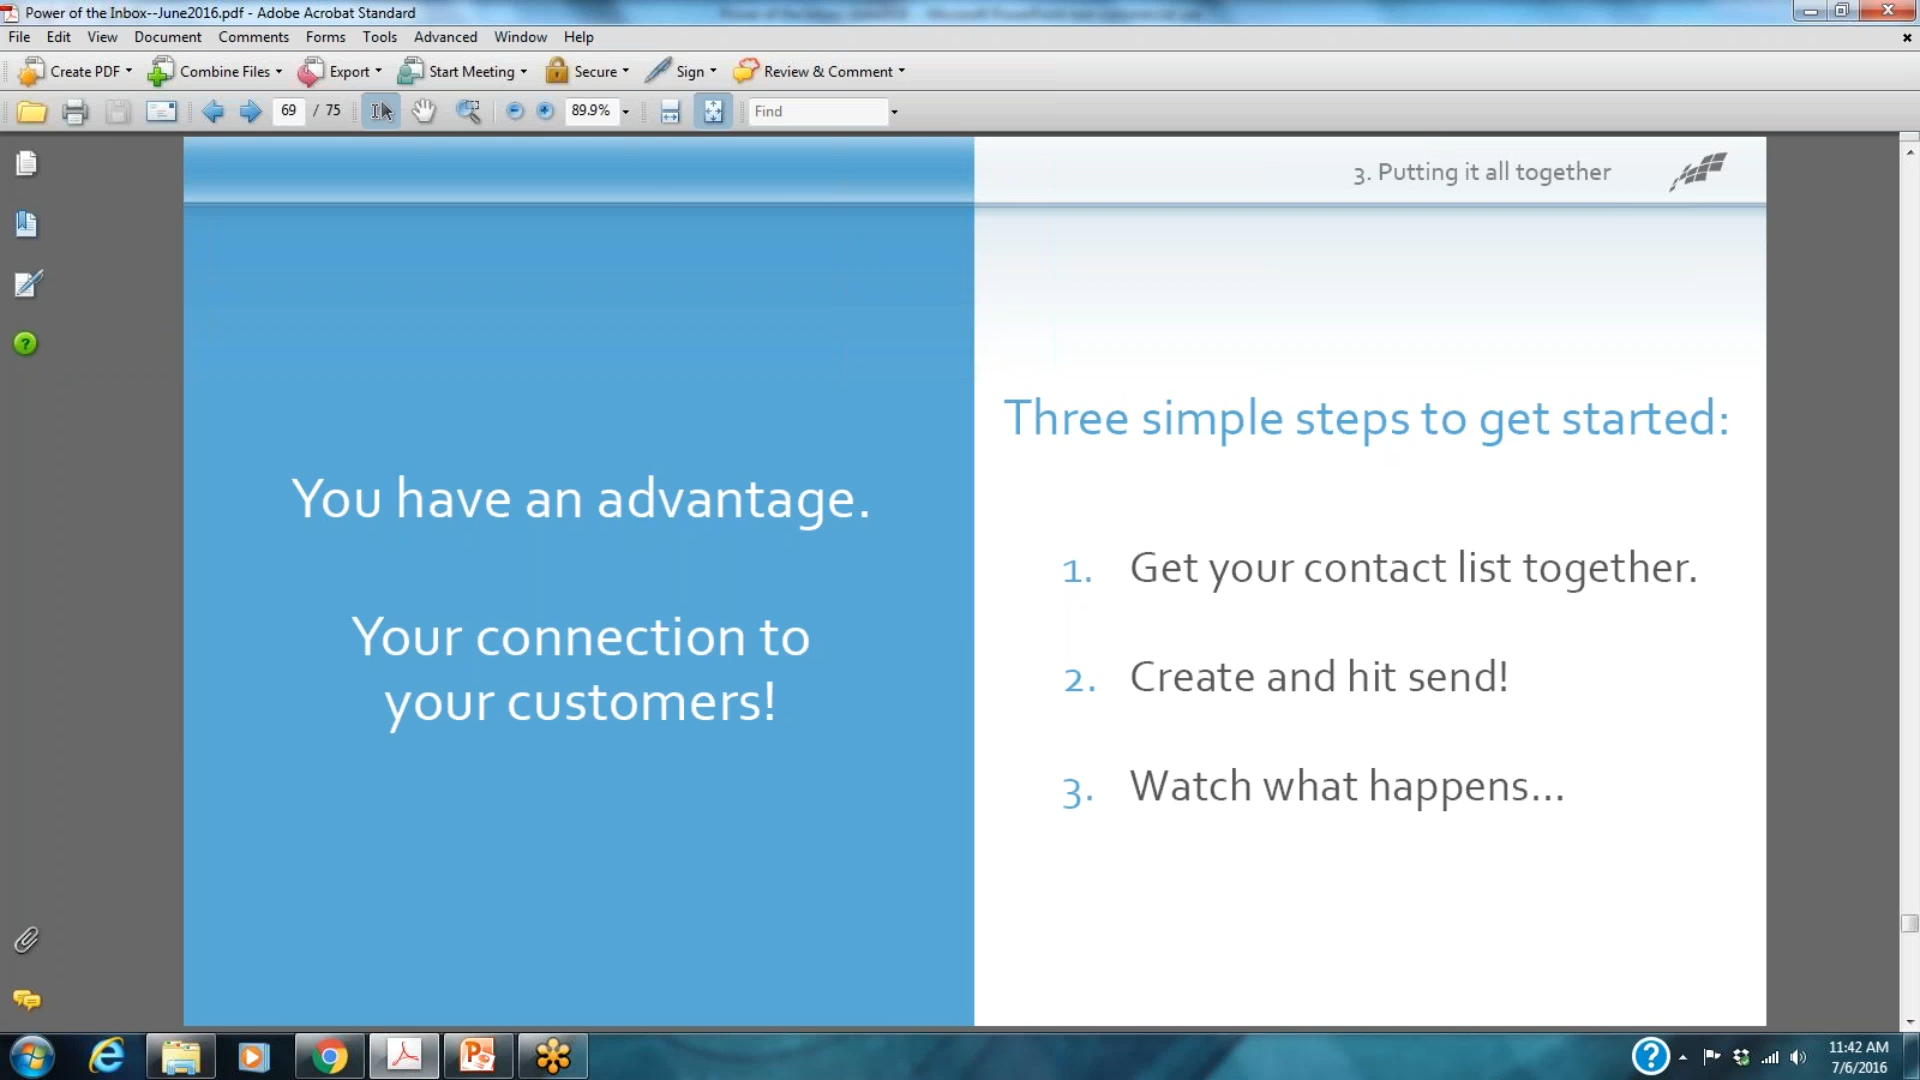 Power of the Inbox--June2016.pdf - Adobe Acrobat Standard
File Edit View Document Comments Forms Tools Advanced Window Help
Create PDF Combine Files Export Start Meeting Secure Sign Review & Comment
69 / 75 89.9% Find
3. Putting it all together
You have an advantage.
Your connection to
your customers!
Three simple steps to get started:
1. Get your contact list together.
2. Create and hit send!
3. Watch what happens...
11:42 AM
7/6/2016